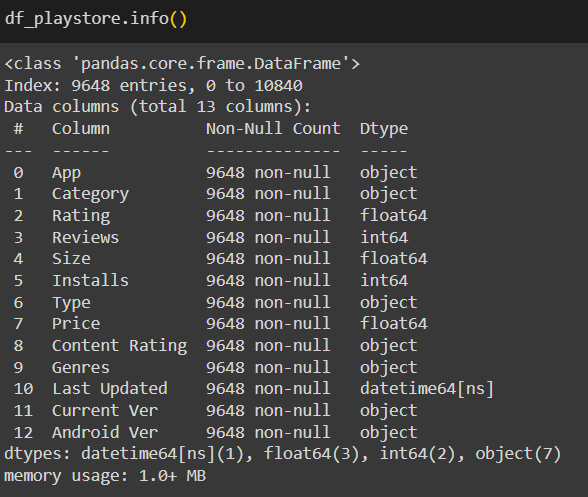 df_playstore.info()
<class 'pandas.core.frame.DataFrame'>
Index: 9648 entries, 0 to 10840
Data columns (total 13 columns):
 #   Column          Non-Null Count  Dtype
---  ------          --------------  -----
 0   App             9648 non-null   object
 1   Category        9648 non-null   object
 2   Rating          9648 non-null   float64
 3   Reviews         9648 non-null   int64
 4   Size            9648 non-null   float64
 5   Installs        9648 non-null   int64
 6   Type            9648 non-null   object
 7   Price           9648 non-null   float64
 8   Content Rating  9648 non-null   object
 9   Genres          9648 non-null   object
 10  Last Updated    9648 non-null   datetime64[ns]
 11  Current Ver     9648 non-null   object
 12  Android Ver     9648 non-null   object
dtypes: datetime64[ns](1), float64(3), int64(2), object(7)
memory usage: 1.0+ MB